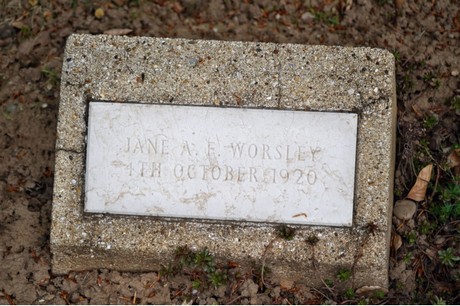 JANE A. F. WORSLEY
4TH OCTOBER. 1920